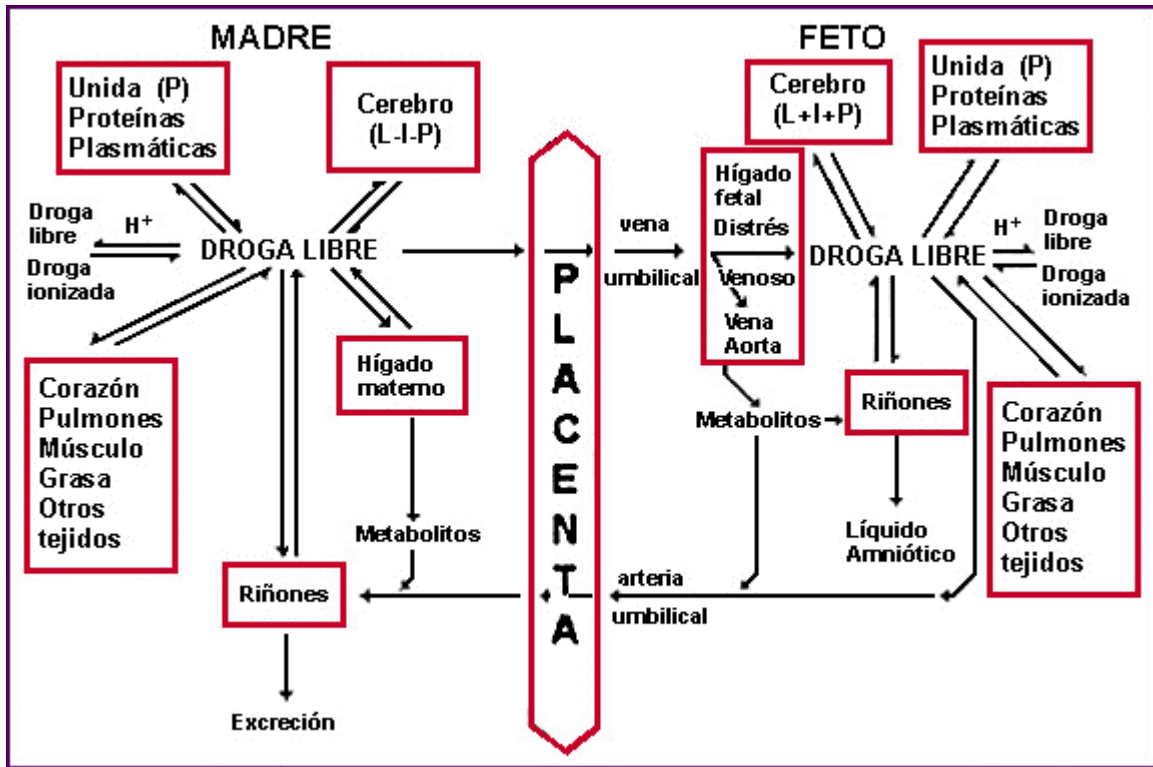 MADRE
Unida (P)
Proteínas
Plasmáticas
Cerebro
(L-I-P)
Droga
libre
H+
Droga
ionizada
DROGA LIBRE
Corazón
Pulmones
Músculo
Grasa
Otros
tejidos
Hígado
materno
Metabolitos
Riñones
Excreción
PLACENTA
FETO
Cerebro
(L+I+P)
Unida (P)
Proteínas
Plasmáticas
vena
umbilical
Hígado
fetal
Distrés
Venoso
Vena
Aorta
DROGA LIBRE
H+
Droga
libre
Droga
ionizada
Metabolitos
Riñones
Líquido
Amniótico
Corazón
Pulmones
Músculo
Grasa
Otros
tejidos
arteria
umbilical